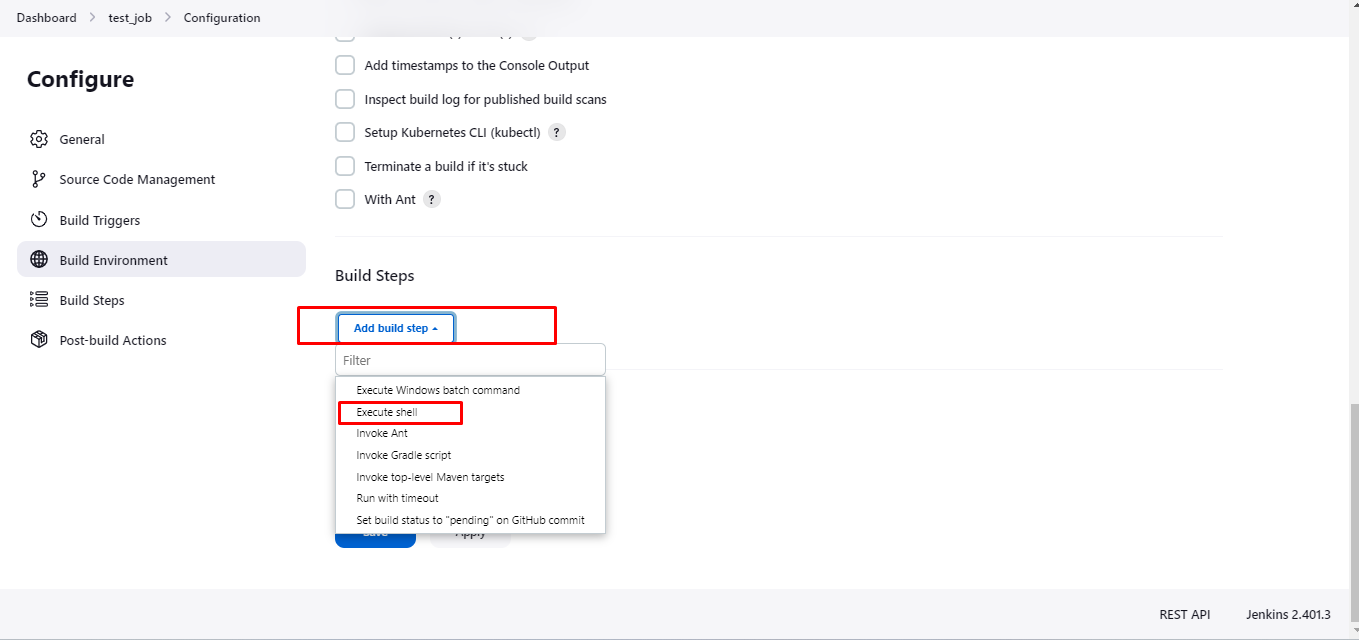 Dashboard > test_job > Configuration
Configure
General
Source Code Management
Build Triggers
Build Environment
Build Steps
Post-build Actions
Add timestamps to the Console Output
Inspect build log for published build scans
Setup Kubernetes CLI (kubectl) ?
Terminate a build if it's stuck
With Ant ?
Build Steps
Add build step
Filter
Execute Windows batch command
Execute shell
Invoke Ant
Invoke Gradle script
Invoke top-level Maven targets
Run with timeout
Set build status to "pending" on GitHub commit
Save Apply
REST API Jenkins 2.401.3